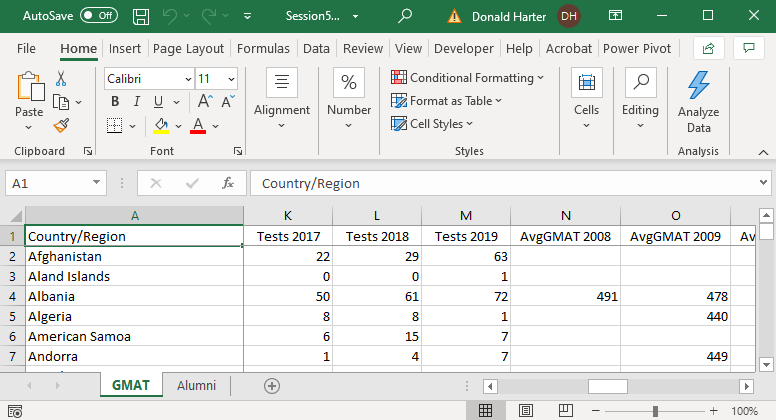 AutoSave Off Session5... Donald Harter DH
File Home Insert Page Layout Formulas Data Review View Developer Help Acrobat Power Pivot
Calibri 11
Paste B I U A A Alignment % Number Conditional Formatting Format as Table Cell Styles Cells Editing Analyze Data
Clipboard Font Styles Analysis
A1 fx Country/Region
A K L M N O
1 Country/Region Tests 2017 Tests 2018 Tests 2019 AvgGMAT 2008 AvgGMAT 2009 Av
2 Afghanistan 22 29 63
3 Aland Islands 0 0 1
4 Albania 50 61 72 491 478
5 Algeria 8 8 1 440
6 American Samoa 6 15 7
7 Andorra 1 4 7 449
GMAT Alumni
100%